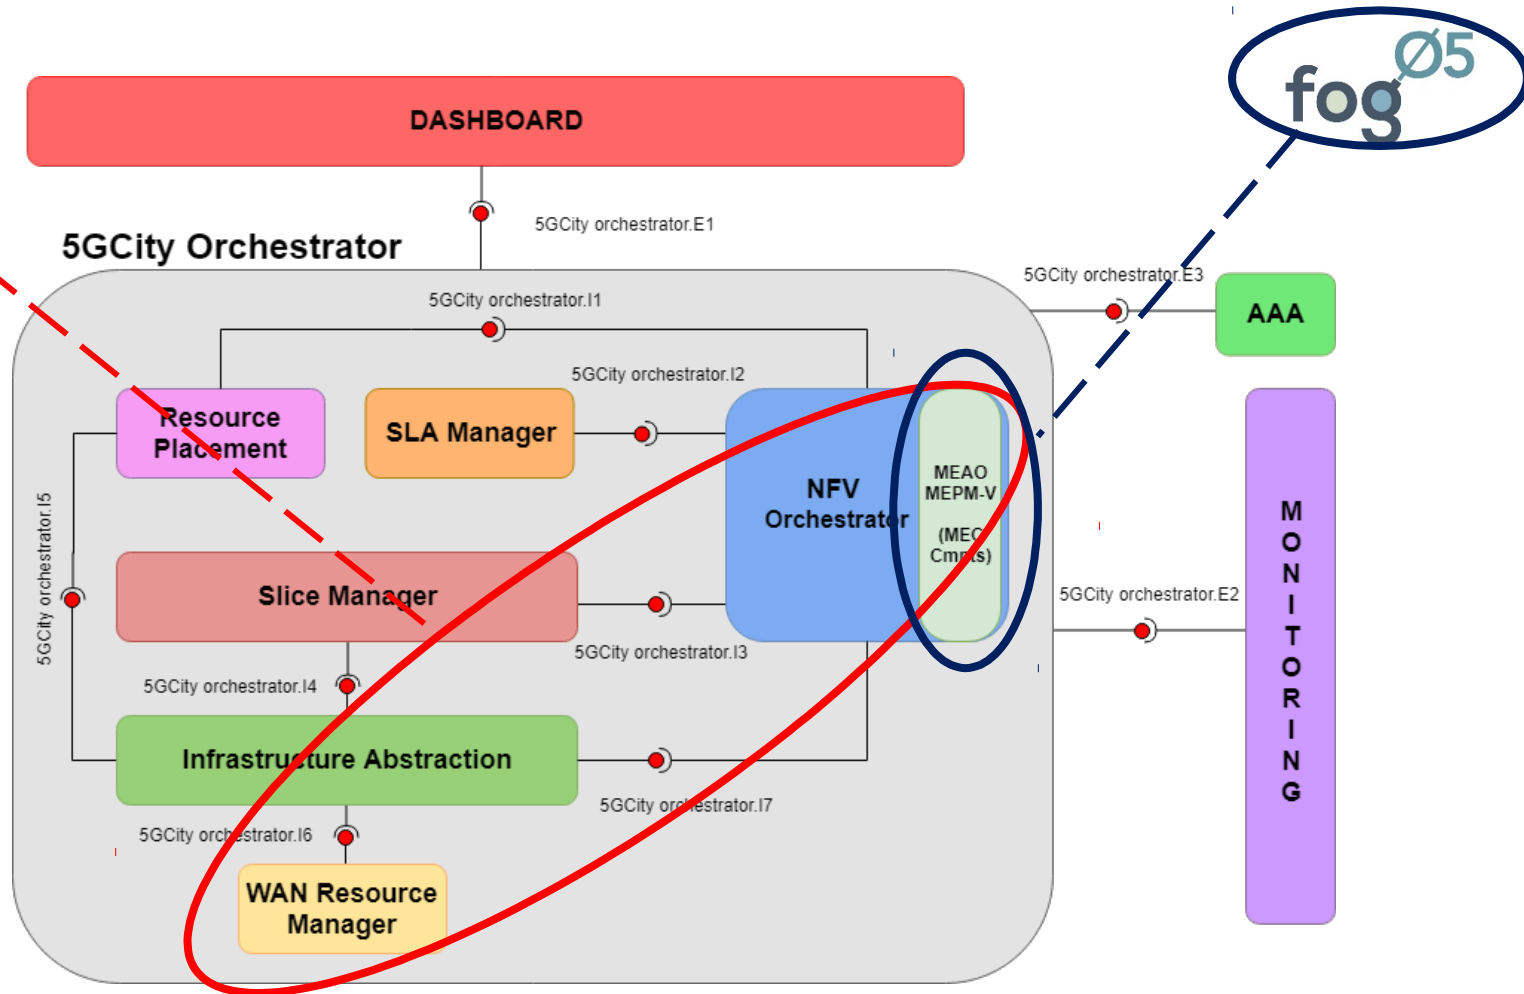 fogØ5
DASHBOARD
5GCity orchestrator.E1
5GCity Orchestrator
5GCity orchestrator.E3
AAA
5GCity orchestrator.I1
5GCity orchestrator.I2
Resource
Placement
SLA Manager
NFV
Orchestrator
MEAO
MEPM-V
(MEC
Cmpts)
5GCity orchestrator.I5
Slice Manager
5GCity orchestrator.I3
5GCity orchestrator.E2
MONITORING
5GCity orchestrator.I4
Infrastructure Abstraction
5GCity orchestrator.I7
5GCity orchestrator.I6
WAN Resource
Manager